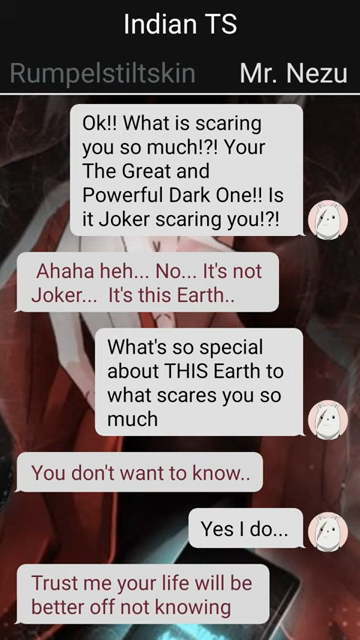 Indian TS
Rumpelstiltskin
Mr. Nezu
Ok!! What is scaring
you so much!?! Your
The Great and
Powerful Dark One!! Is
it Joker scaring you!?!
Ahaha heh... No... It's not
Joker... It's this Earth..
What's so special
about THIS Earth to
what scares you so
much
You don't want to know..
Yes I do...
Trust me your life will be
better off not knowing